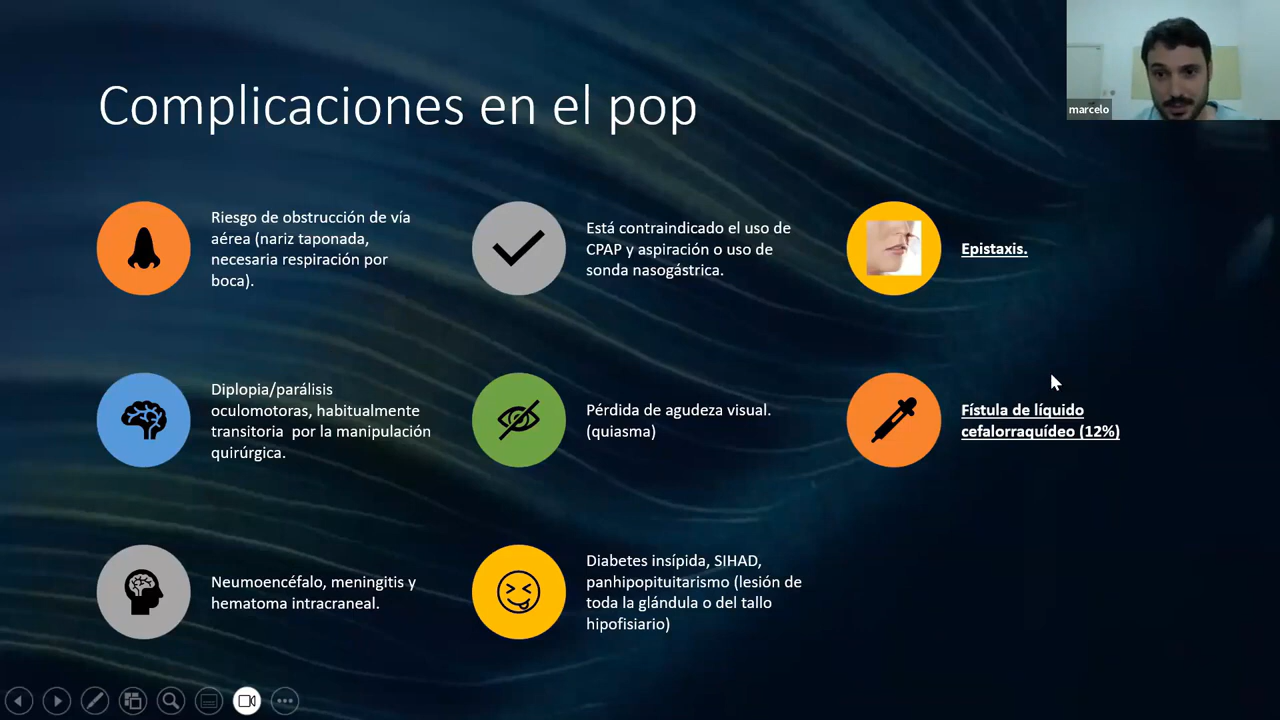 Complicaciones en el pop
marcelo
Riesgo de obstrucción de vía
aérea (nariz taponada,
necesaria respiración por
boca).
Está contraindicado el uso de
CPAP y aspiración o uso de
sonda nasogástrica.
Epistaxis.
Diplopia/parálisis
oculomotoras, habitualmente
transitoria por la manipulación
quirúrgica.
Pérdida de agudeza visual.
(quiasma)
Fístula de líquido
cefalorraquídeo (12%)
Neumoencéfalo, meningitis y
hematoma intracraneal.
Diabetes insípida, SIHAD,
panhipopituitarismo (lesión de
toda la glándula o del tallo
hipofisiario)